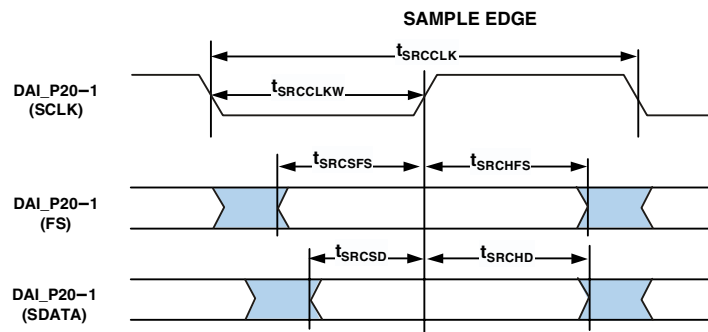 SAMPLE EDGE
tSRCCLK
DAI_P20–1
(SCLK)
tSRCCLKW
tSRCSFS
tSRCHFS
DAI_P20–1
(FS)
tSRCSD
tSRCHD
DAI_P20–1
(SDATA)